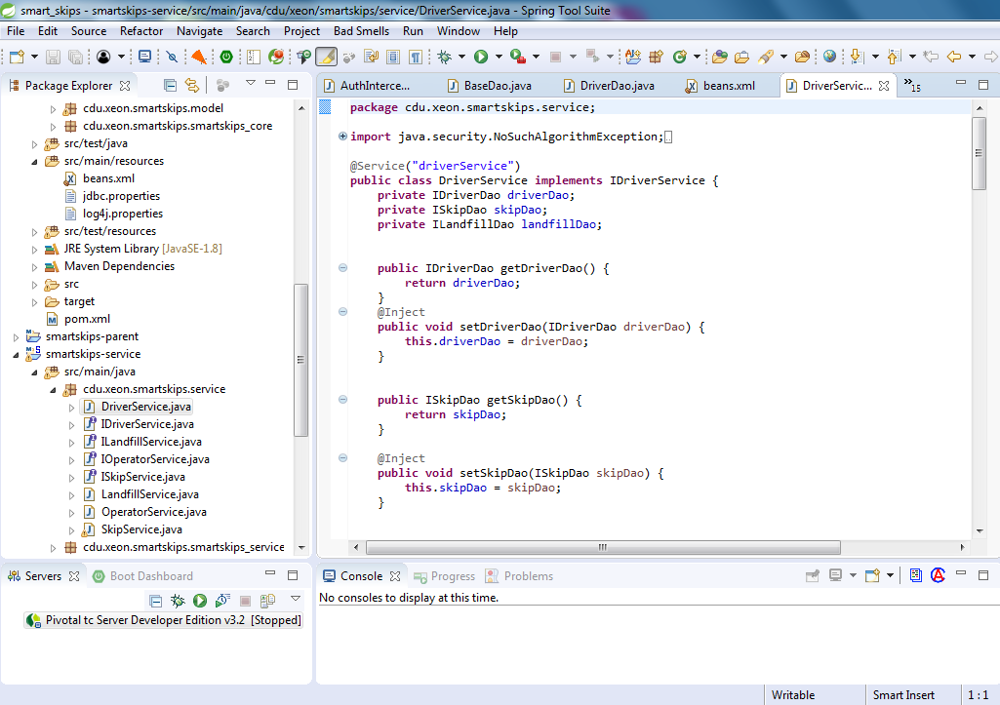 smart_skips - smartskips-service/src/main/java/cdu/xeon/smartskips/service/DriverService.java - Spring Tool Suite
File Edit Source Refactor Navigate Search Project Bad Smells Run Window Help
Package Explorer
cdu.xeon.smartskips.model
cdu.xeon.smartskips.smartskips_core
src/test/java
src/main/resources
beans.xml
jdbc.properties
log4j.properties
src/test/resources
JRE System Library [JavaSE-1.8]
Maven Dependencies
src
target
pom.xml
smartskips-parent
smartskips-service
src/main/java
cdu.xeon.smartskips.service
DriverService.java
IDriverService.java
ILandfillService.java
IOperatorService.java
ISkipService.java
LandfillService.java
OperatorService.java
SkipService.java
cdu.xeon.smartskips.smartskips_service
AuthInterce... BaseDao.java DriverDao.java beans.xml DriverServic... »15
package cdu.xeon.smartskips.service;
import java.security.NoSuchAlgorithmException;
@Service("driverService")
public class DriverService implements IDriverService {
private IDriverDao driverDao;
private ISkipDao skipDao;
private ILandfillDao landfillDao;
public IDriverDao getDriverDao() {
return driverDao;
}
@Inject
public void setDriverDao(IDriverDao driverDao) {
this.driverDao = driverDao;
}
public ISkipDao getSkipDao() {
return skipDao;
}
@Inject
public void setSkipDao(ISkipDao skipDao) {
this.skipDao = skipDao;
}
Servers Boot Dashboard
Pivotal tc Server Developer Edition v3.2 [Stopped]
Console Progress Problems
No consoles to display at this time.
Writable Smart Insert 1 : 1